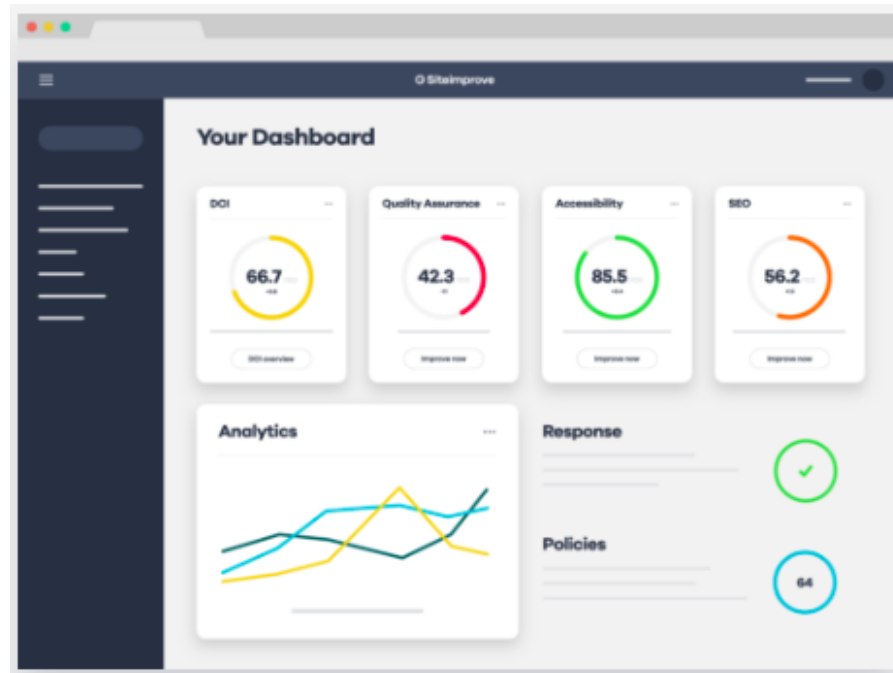 Siteimprove
Your Dashboard
DCI
Quality Assurance
Accessibility
SEO
66.7
42.3
85.5
56.2
DCI overview
Improve now
Improve now
Improve now
Analytics
Response
Policies
64